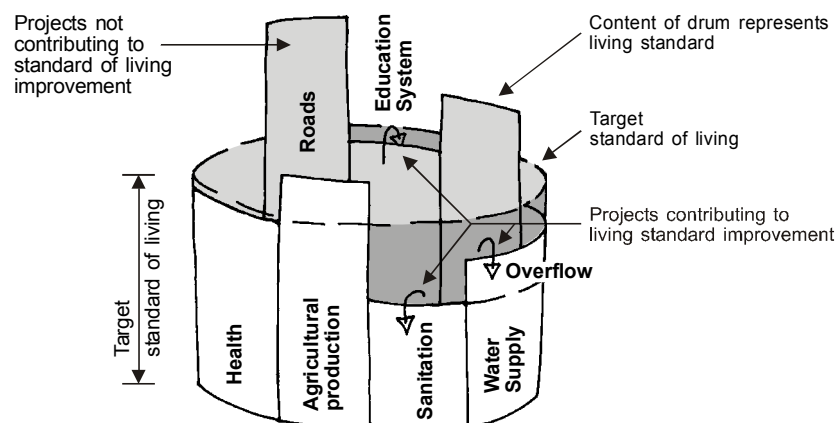 Projects not
contributing to
standard of living
improvement
Roads
Education
System
Content of drum represents
living standard
Target
standard of living
Projects contributing to
living standard improvement
Overflow
Target
standard of living
Health
Agricultural
production
Sanitation
Water
Supply